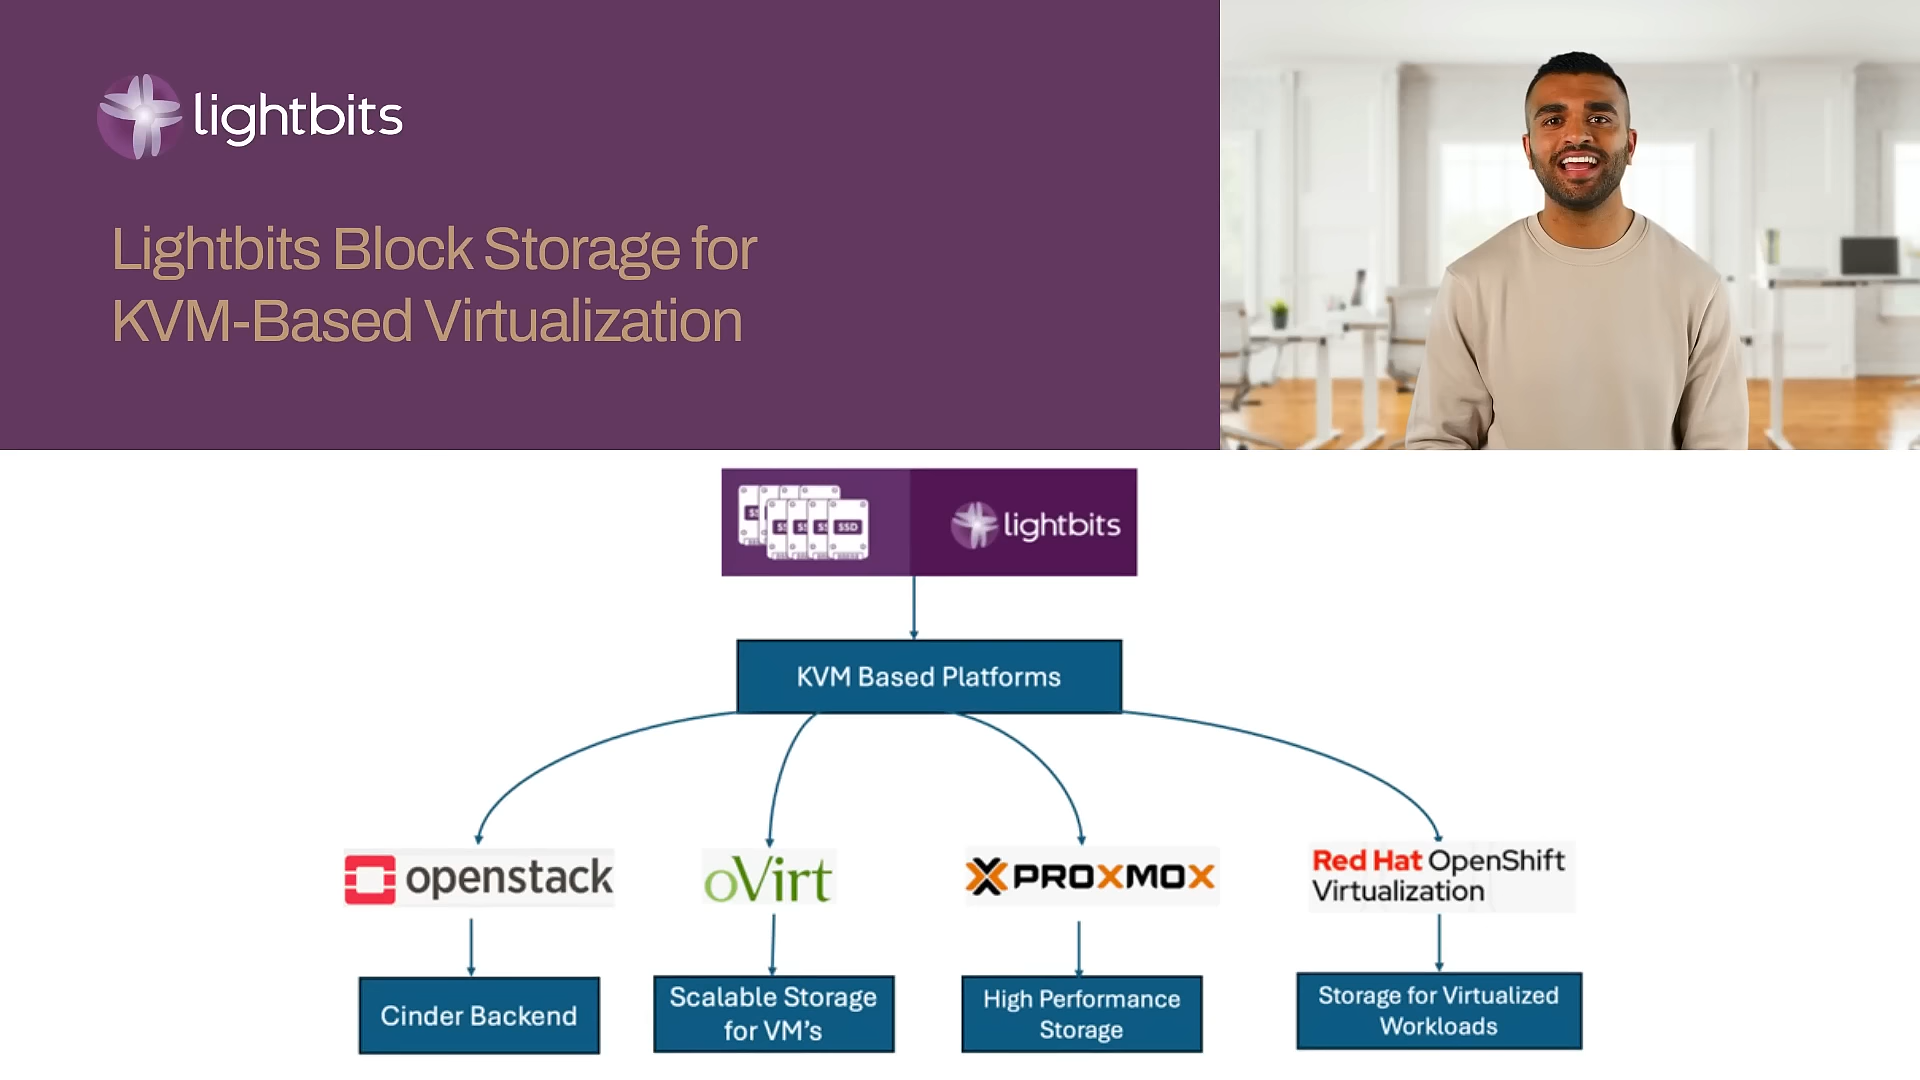 lightbits
Lightbits Block Storage for
KVM-Based Virtualization
SSD
lightbits
KVM Based Platforms
openstack
oVirt
PROXMOX
Red Hat OpenShift
Virtualization
Cinder Backend
Scalable Storage
for VM's
High Performance
Storage
Storage for Virtualized
Workloads